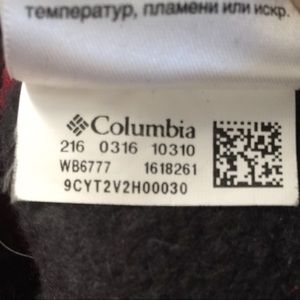 температур, пламени или искр.
Columbia
216 0316 10310
WB6777 1618261
9CYT2V2H00030